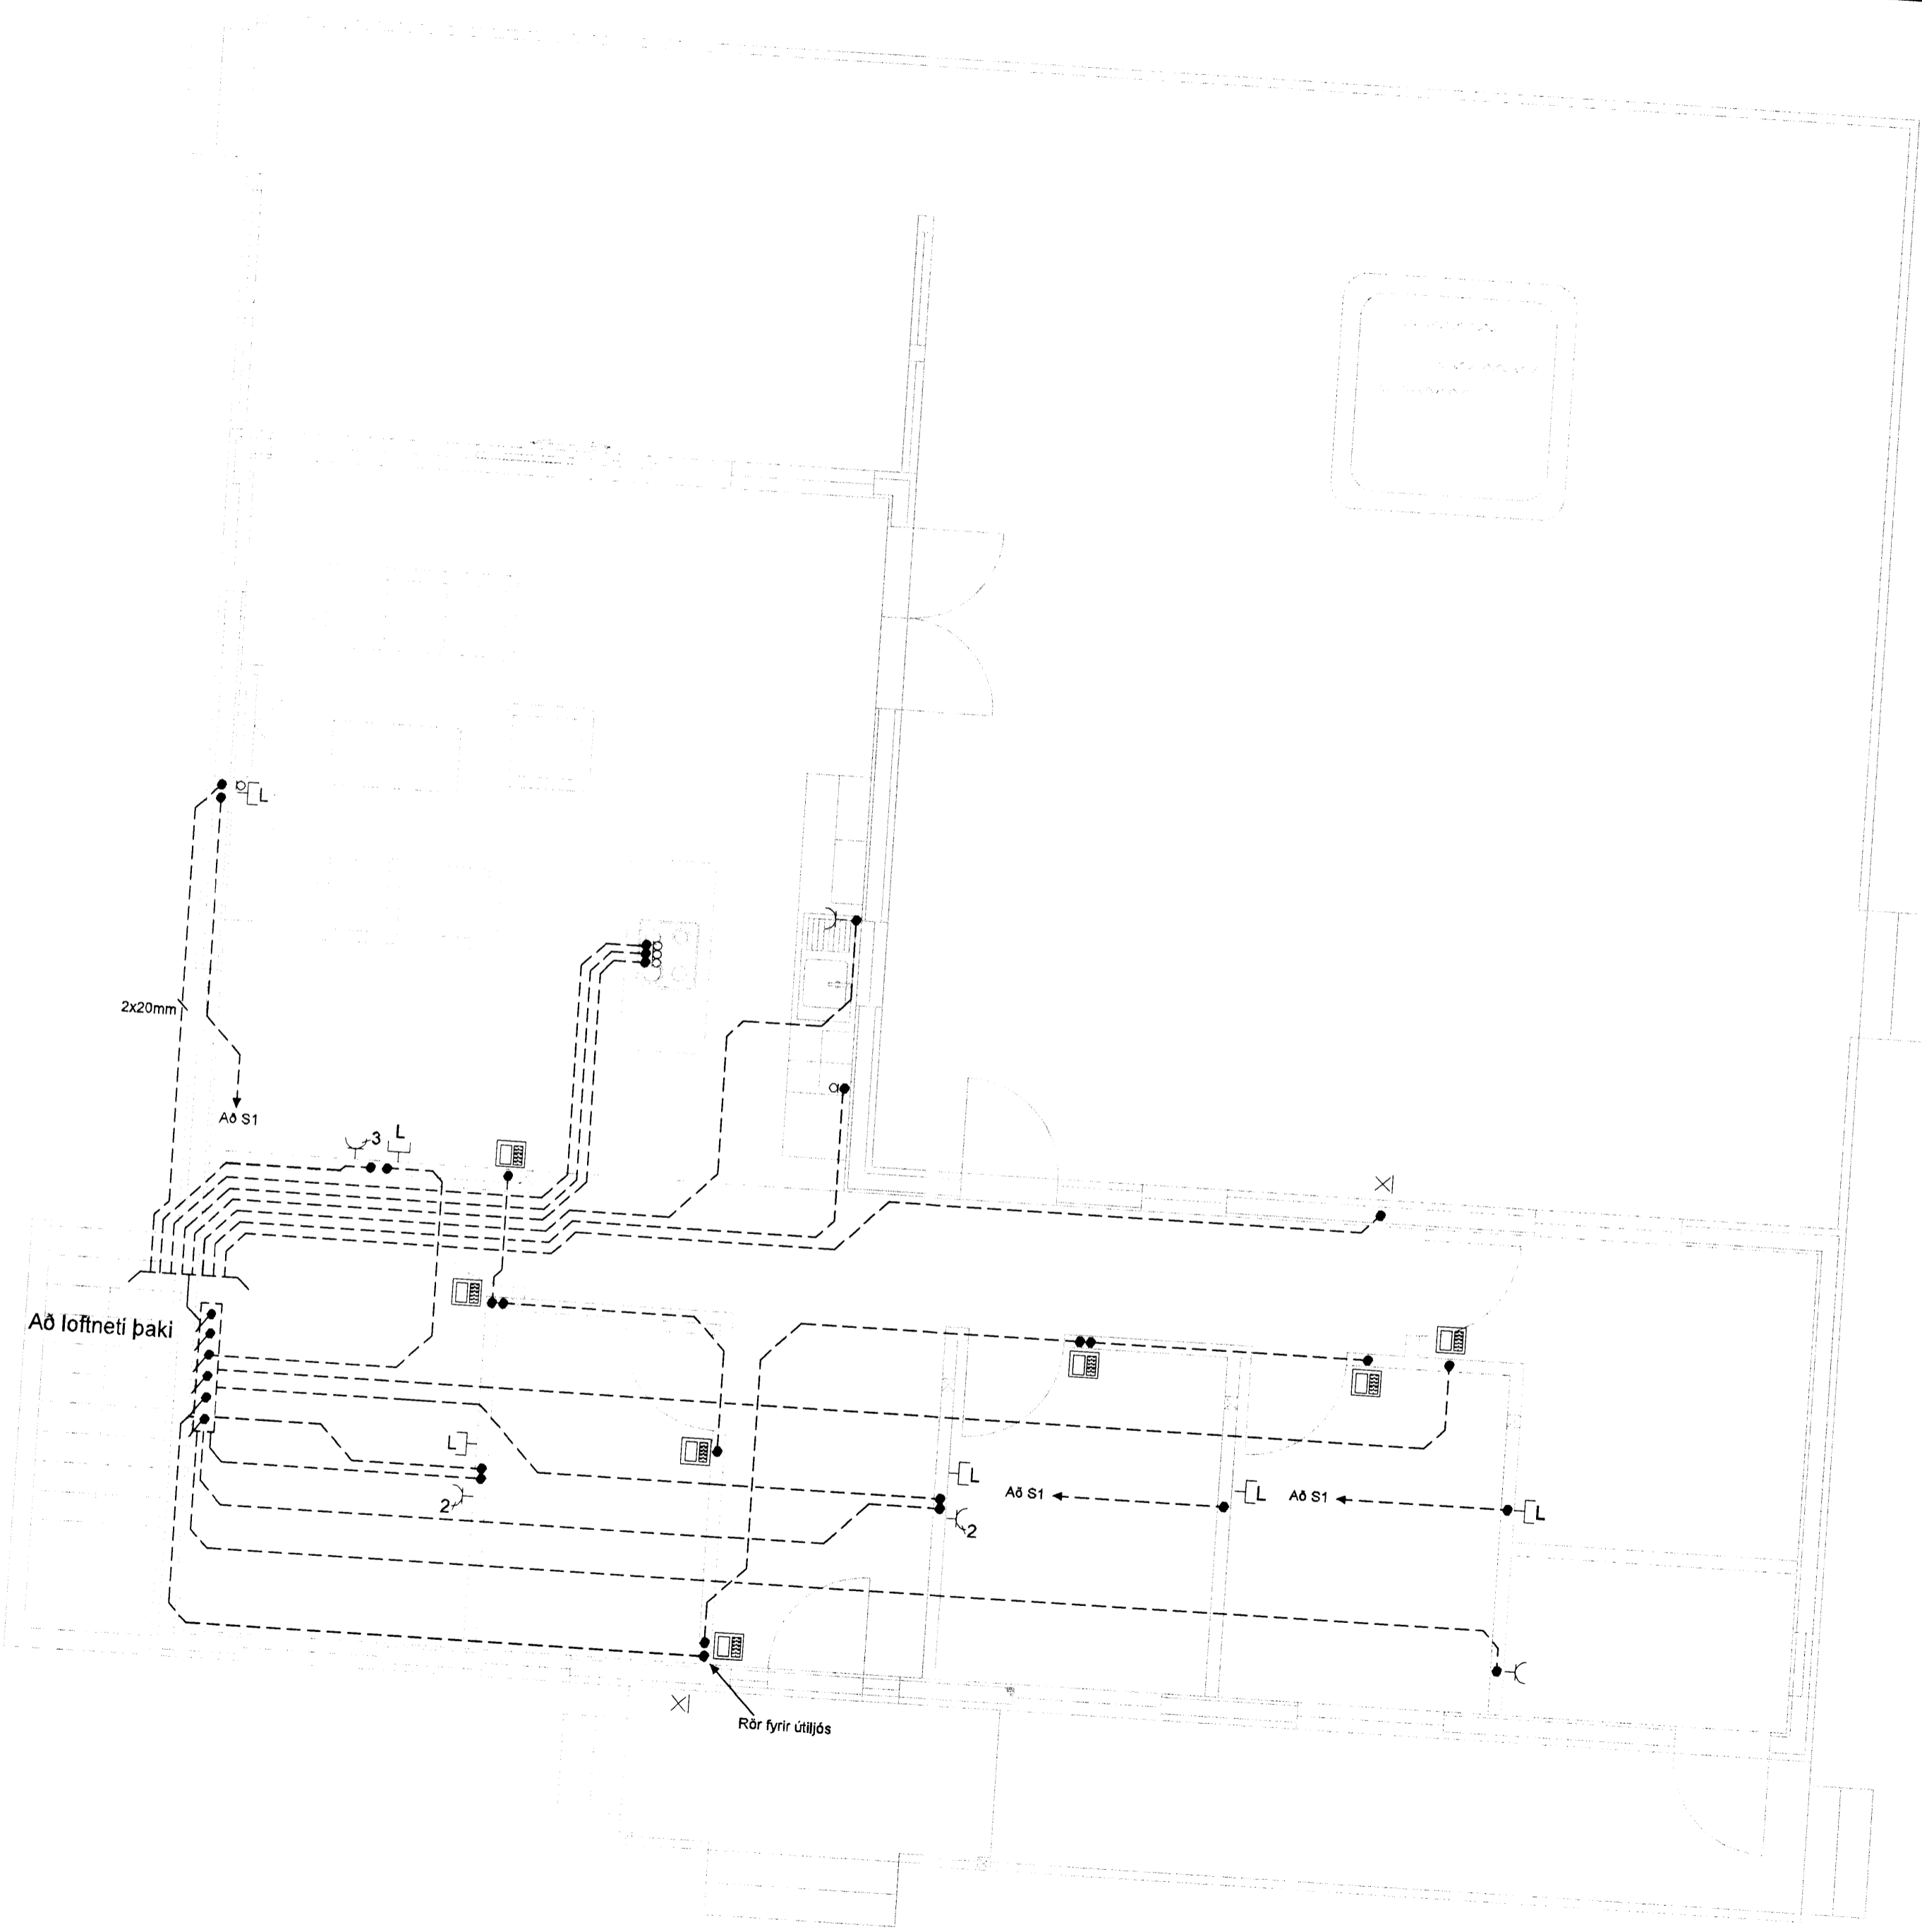 L
2x20mm
Að S1
3 L
Að loftneti þaki
L
2
L
2
Að S1
L
Að S1
L
Rör fyrir útiljós